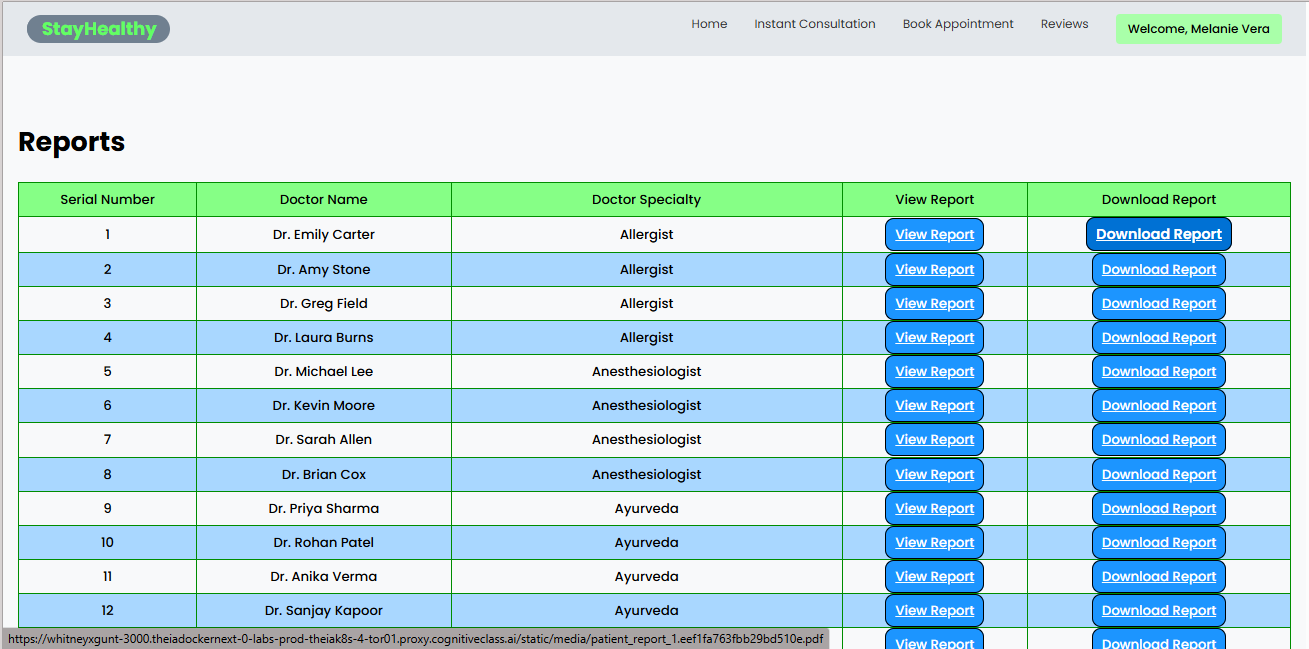 StayHealthy Home Instant Consultation Book Appointment Reviews Welcome, Melanie Vera
Reports
Serial Number Doctor Name Doctor Specialty View Report Download Report
1 Dr. Emily Carter Allergist View Report Download Report
2 Dr. Amy Stone Allergist View Report Download Report
3 Dr. Greg Field Allergist View Report Download Report
4 Dr. Laura Burns Allergist View Report Download Report
5 Dr. Michael Lee Anesthesiologist View Report Download Report
6 Dr. Kevin Moore Anesthesiologist View Report Download Report
7 Dr. Sarah Allen Anesthesiologist View Report Download Report
8 Dr. Brian Cox Anesthesiologist View Report Download Report
9 Dr. Priya Sharma Ayurveda View Report Download Report
10 Dr. Rohan Patel Ayurveda View Report Download Report
11 Dr. Anika Verma Ayurveda View Report Download Report
12 Dr. Sanjay Kapoor Ayurveda View Report Download Report
View Report Download Report
https://whitneyxgunt-3000.theiadockernext-0-labs-prod-theiak8s-4-tor01.proxy.cognitiveclass.ai/static/media/patient_report_1.eef1fa763fbb29bd510e.pdf